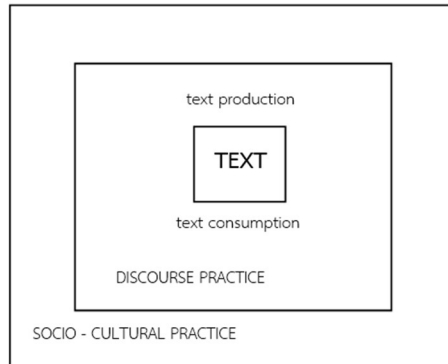 text production
TEXT
text consumption
DISCOURSE PRACTICE
SOCIO - CULTURAL PRACTICE